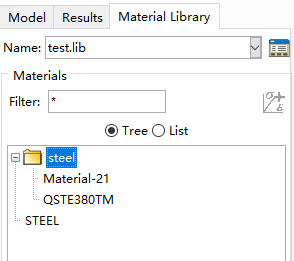 Model Results Material Library
Name: test.lib
Materials
Filter: *
Tree List
steel
Material-21
QSTE380TM
STEEL